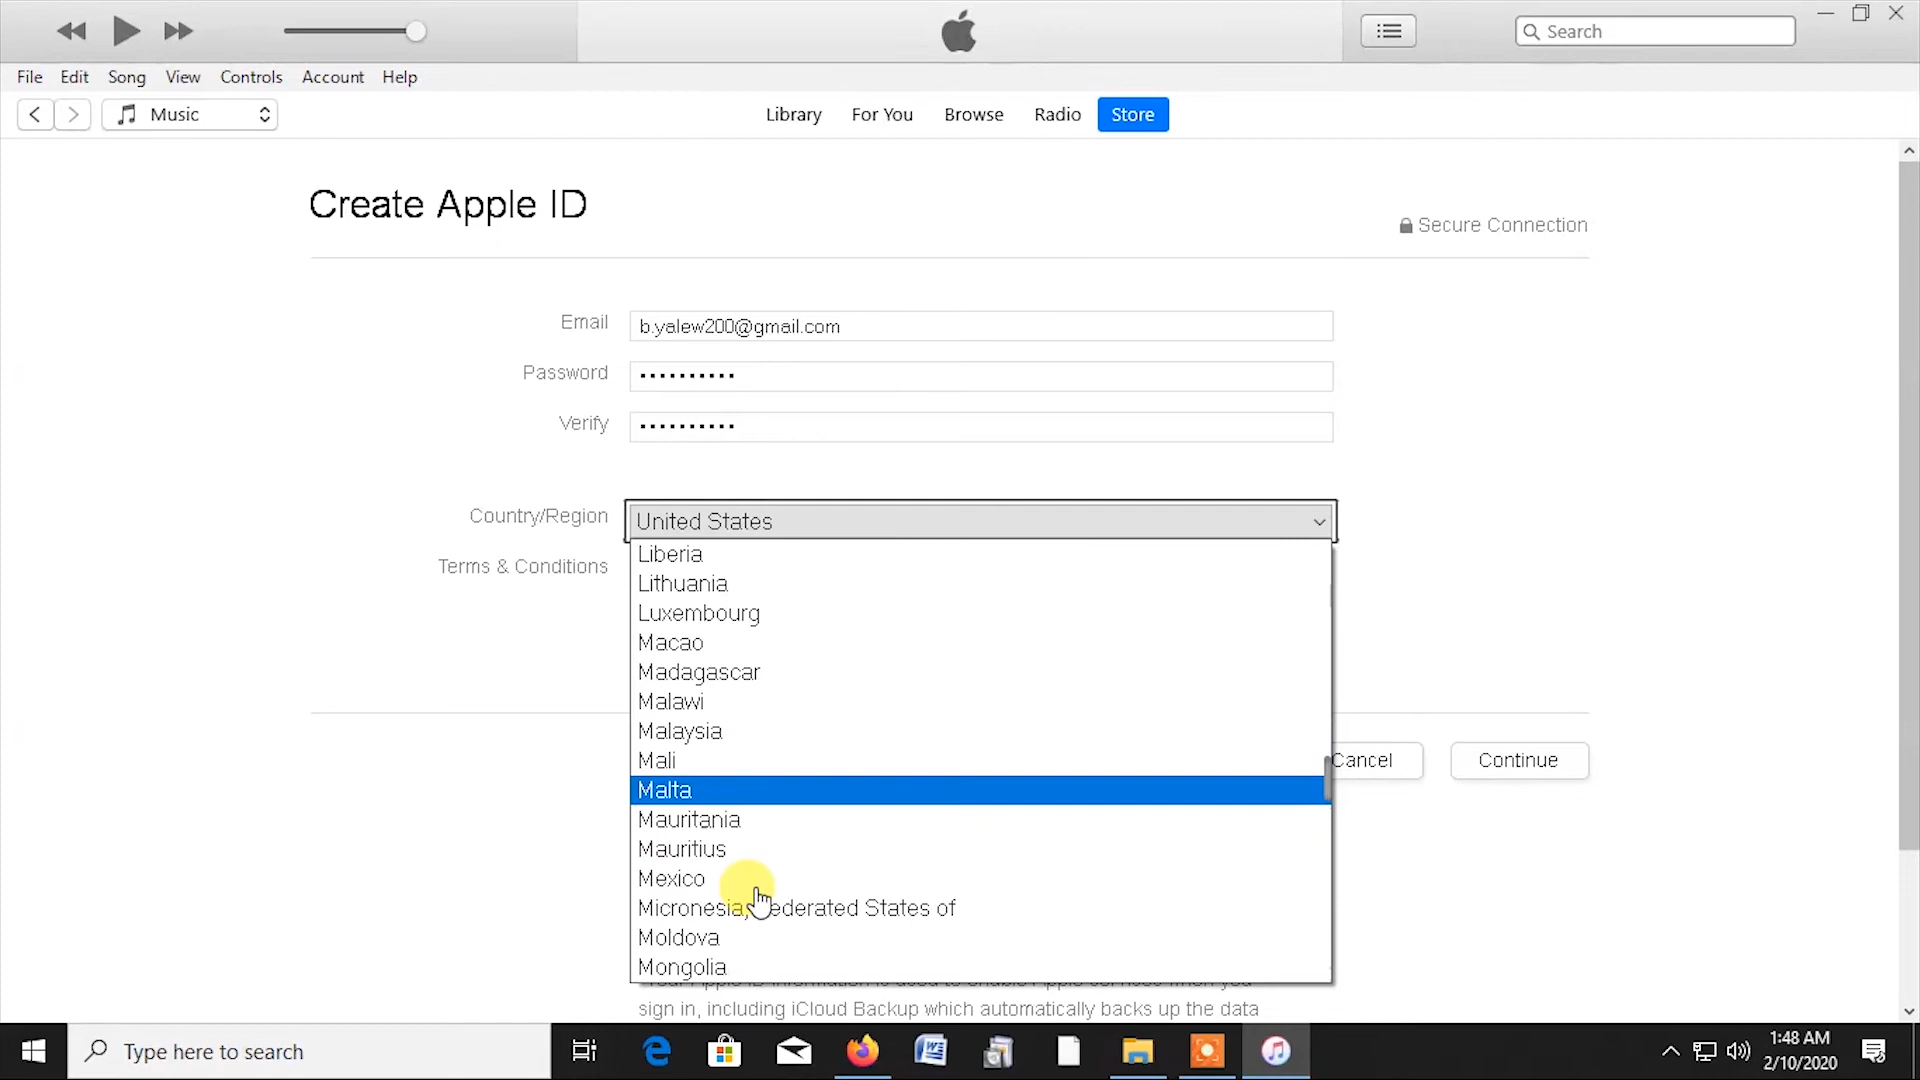 Search
File Edit Song View Controls Account Help
Music
Library For You Browse Radio Store
Create Apple ID
Secure Connection
Email b.yalew200@gmail.com
Password
Verify
Country/Region United States
Terms & Conditions
Liberia
Lithuania
Luxembourg
Macao
Madagascar
Malawi
Malaysia
Mali
Cancel Continue
Malta
Mauritania
Mauritius
Mexico
Micronesia, Federated States of
Moldova
Mongolia
sign in, including iCloud Backup which automatically backs up the data
Type here to search
1:48 AM
2/10/2020